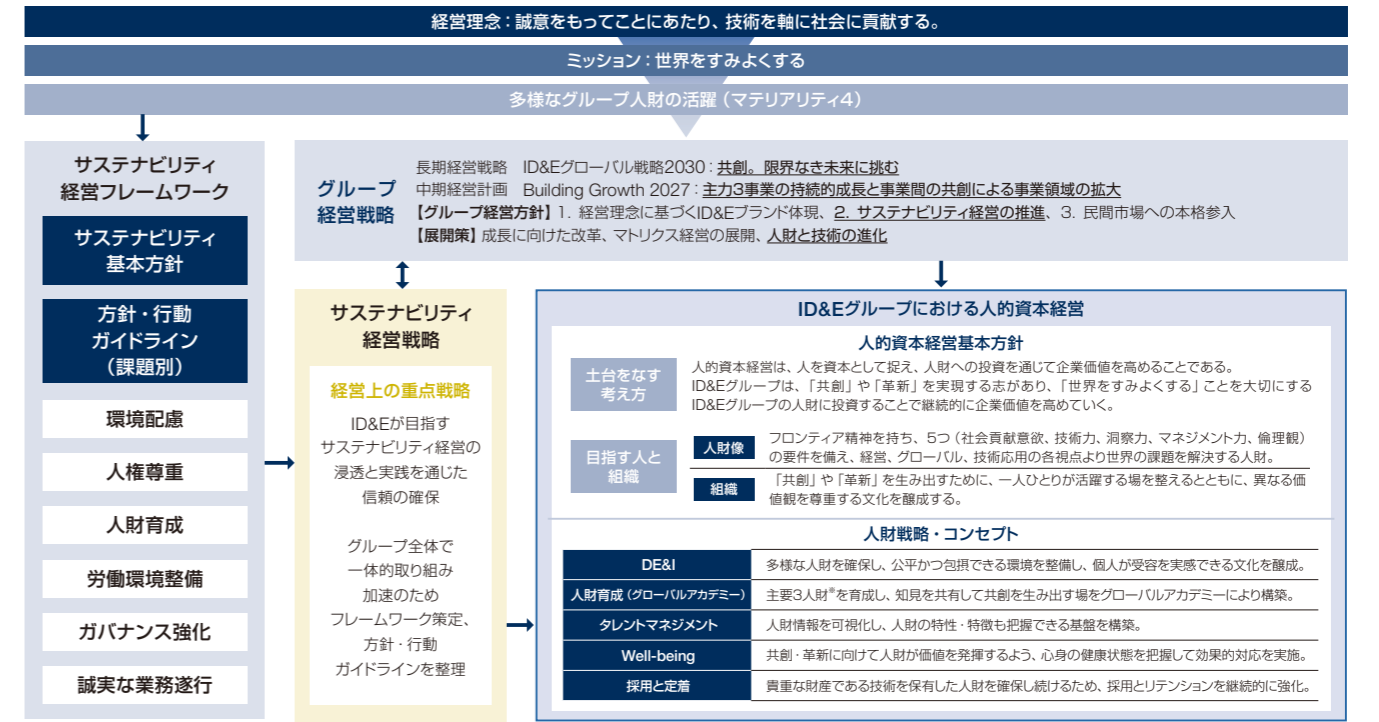 経営理念：誠意をもってことにあたり、技術を軸に社会に貢献する。
ミッション：世界をすみよくする
多様なグループ人財の活躍（マテリアリティ4）
サステナビリティ
経営フレームワーク
サステナビリティ
基本方針
方針・行動
ガイドライン
（課題別）
環境配慮
人権尊重
人財育成
労働環境整備
ガバナンス強化
誠実な業務遂行
グループ
経営戦略
長期経営戦略　ID&Eグローバル戦略2030：共創。限界なき未来に挑む
中期経営計画　Building Growth 2027：主力3事業の持続的成長と事業間の共創による事業領域の拡大
【グループ経営方針】1. 経営理念に基づくID&Eブランド体現、2. サステナビリティ経営の推進、3. 民間市場への本格参入
【展開策】成長に向けた改革、マトリクス経営の展開、人財と技術の進化
サステナビリティ
経営戦略
経営上の重点戦略
ID&Eが目指す
サステナビリティ経営の
浸透と実践を通じた
信頼の確保
グループ全体で
一体的取り組み
加速のため
フレームワーク策定、
方針・行動
ガイドラインを整理
ID&Eグループにおける人的資本経営
人的資本経営基本方針
土台をなす
考え方
人的資本経営は、人を資本として捉え、人財への投資を通じて企業価値を高めることである。
ID&Eグループは、「共創」や「革新」を実現する志があり、「世界をすみよくする」ことを大切にする
ID&Eグループの人財に投資することで継続的に企業価値を高めていく。
目指す人と
組織
人財像
フロンティア精神を持ち、5つ（社会貢献意欲、技術力、洞察力、マネジメント力、倫理観）
の要件を備え、経営、グローバル、技術応用の各視点より世界の課題を解決する人財。
組織
「共創」や「革新」を生み出すために、一人ひとりが活躍する場を整えるとともに、異なる価
値観を尊重する文化を醸成する。
人財戦略・コンセプト
DE&I
多様な人財を確保し、公平かつ包摂できる環境を整備し、個人が受容を実感できる文化を醸成。
人財育成（グローバルアカデミー）
主要3人財※を育成し、知見を共有して共創を生み出す場をグローバルアカデミーにより構築。
タレントマネジメント
人財情報を可視化し、人財の特性・特徴も把握できる基盤を構築。
Well-being
共創・革新に向けて人財が価値を発揮するよう、心身の健康状態を把握して効果的対応を実施。
採用と定着
貴重な財産である技術を保有した人財を確保し続けるため、採用とリテンションを継続的に強化。